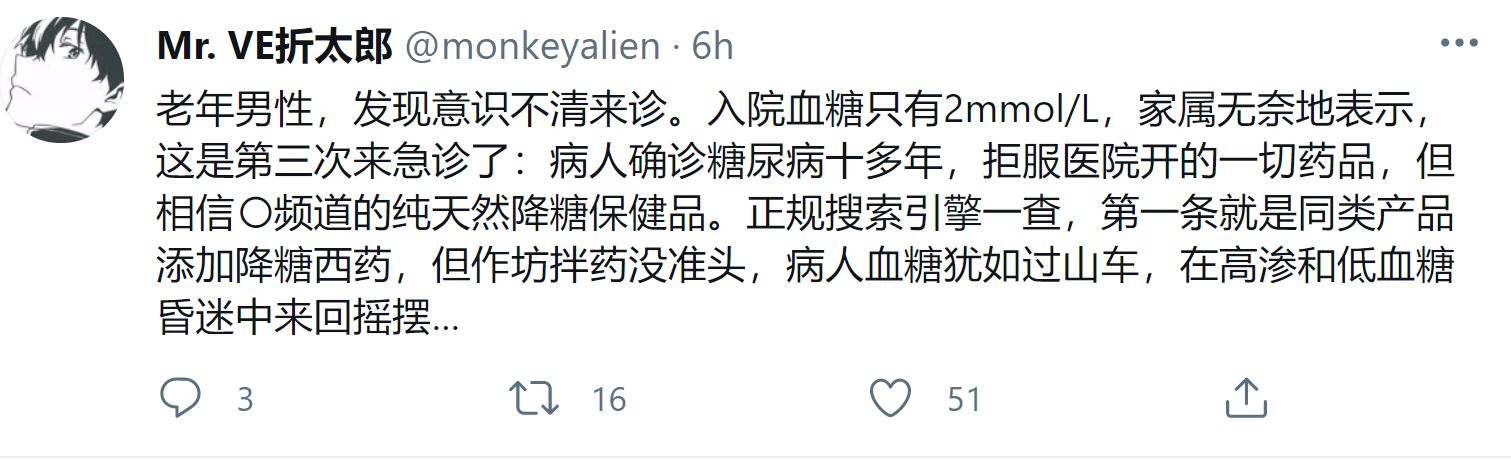 Mr. VE折太郎 @monkeyalien · 6h
老年男性，发现意识不清来诊。入院血糖只有2mmol/L，家属无奈地表示，
这是第三次来急诊了：病人确诊糖尿病十多年，拒服医院开的一切药品，但
相信〇频道的纯天然降糖保健品。正规搜索引擎一查，第一条就是同类产品
添加降糖西药，但作坊拌药没准头，病人血糖犹如过山车，在高渗和低血糖
昏迷中来回摇摆...
3 16 51